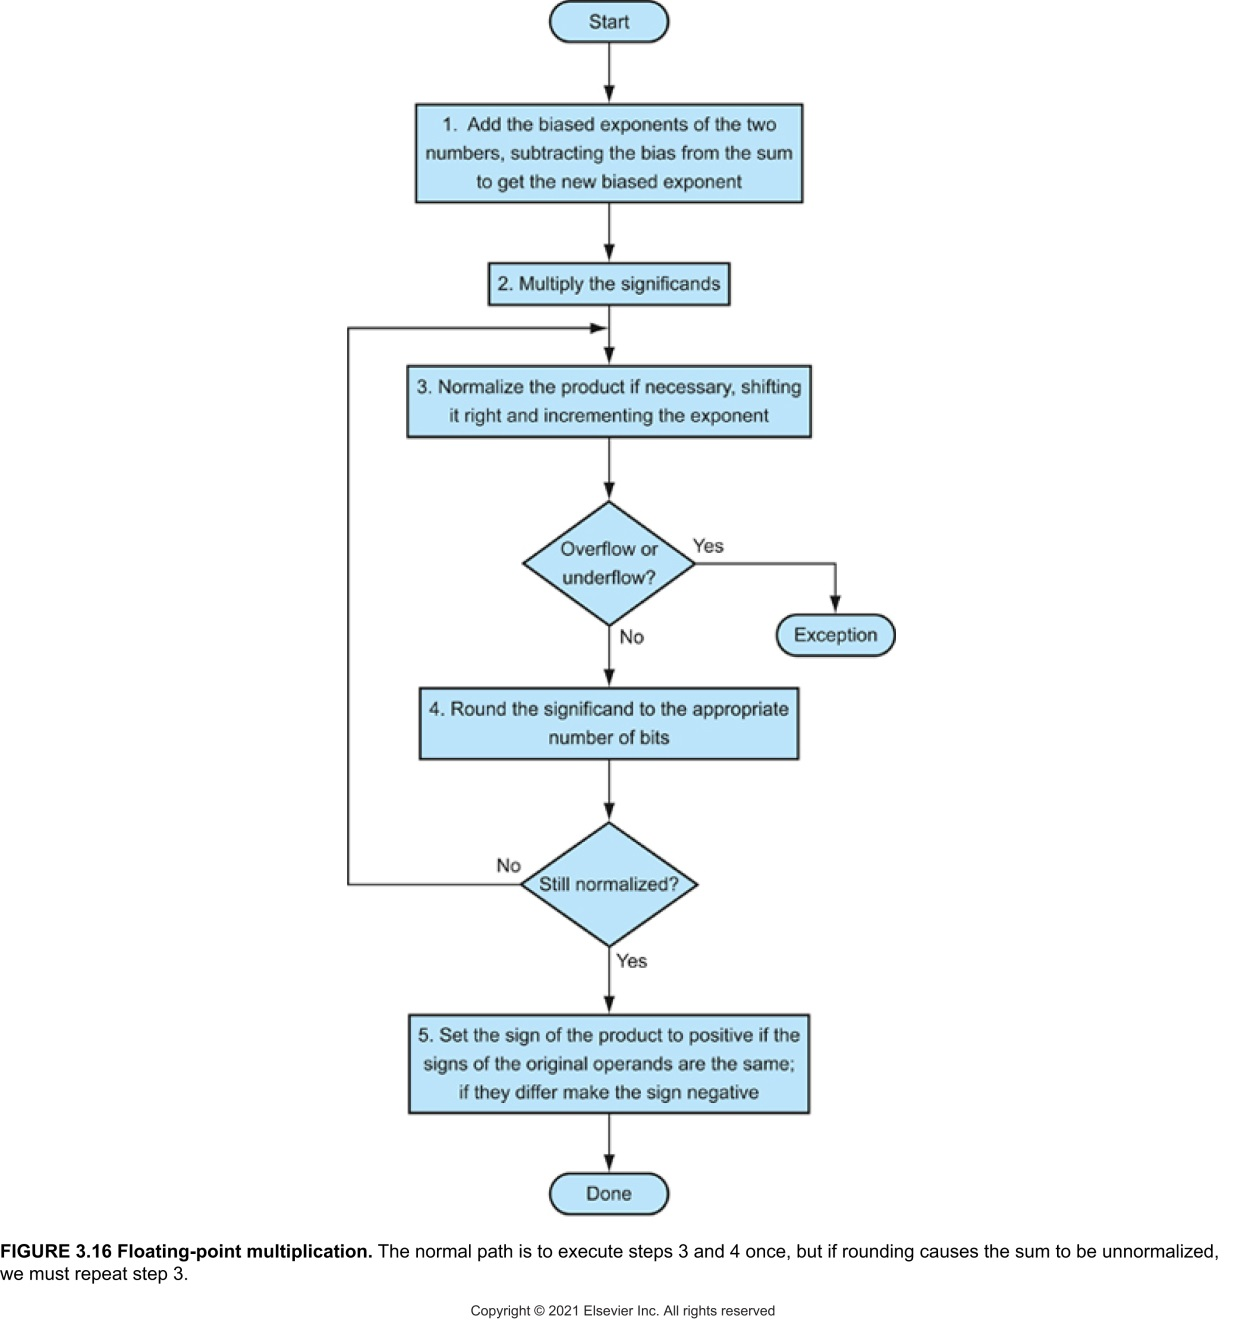 Start
1. Add the biased exponents of the two
numbers, subtracting the bias from the sum
to get the new biased exponent
2. Multiply the significands
3. Normalize the product if necessary, shifting
it right and incrementing the exponent
Overflow or
underflow?
Yes
Exception
No
4. Round the significand to the appropriate
number of bits
No
Still normalized?
Yes
5. Set the sign of the product to positive if the
signs of the original operands are the same;
if they differ make the sign negative
Done
FIGURE 3.16 Floating-point multiplication. The normal path is to execute steps 3 and 4 once, but if rounding causes the sum to be unnormalized,
we must repeat step 3.
Copyright © 2021 Elsevier Inc. All rights reserved